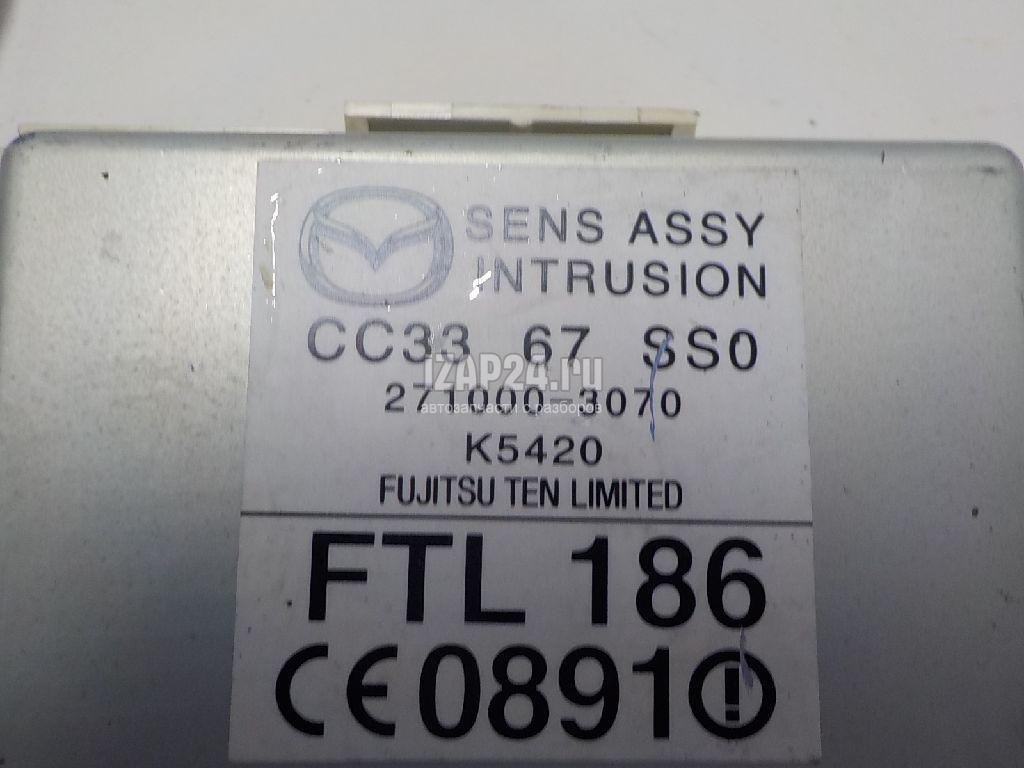 SENS ASSY
INTRUSION
CC33 67 SS0
IZAP24.ru
271000-3070
автозапчасти с разборов
K5420
FUJITSU TEN LIMITED
FTL 186
CE0891!